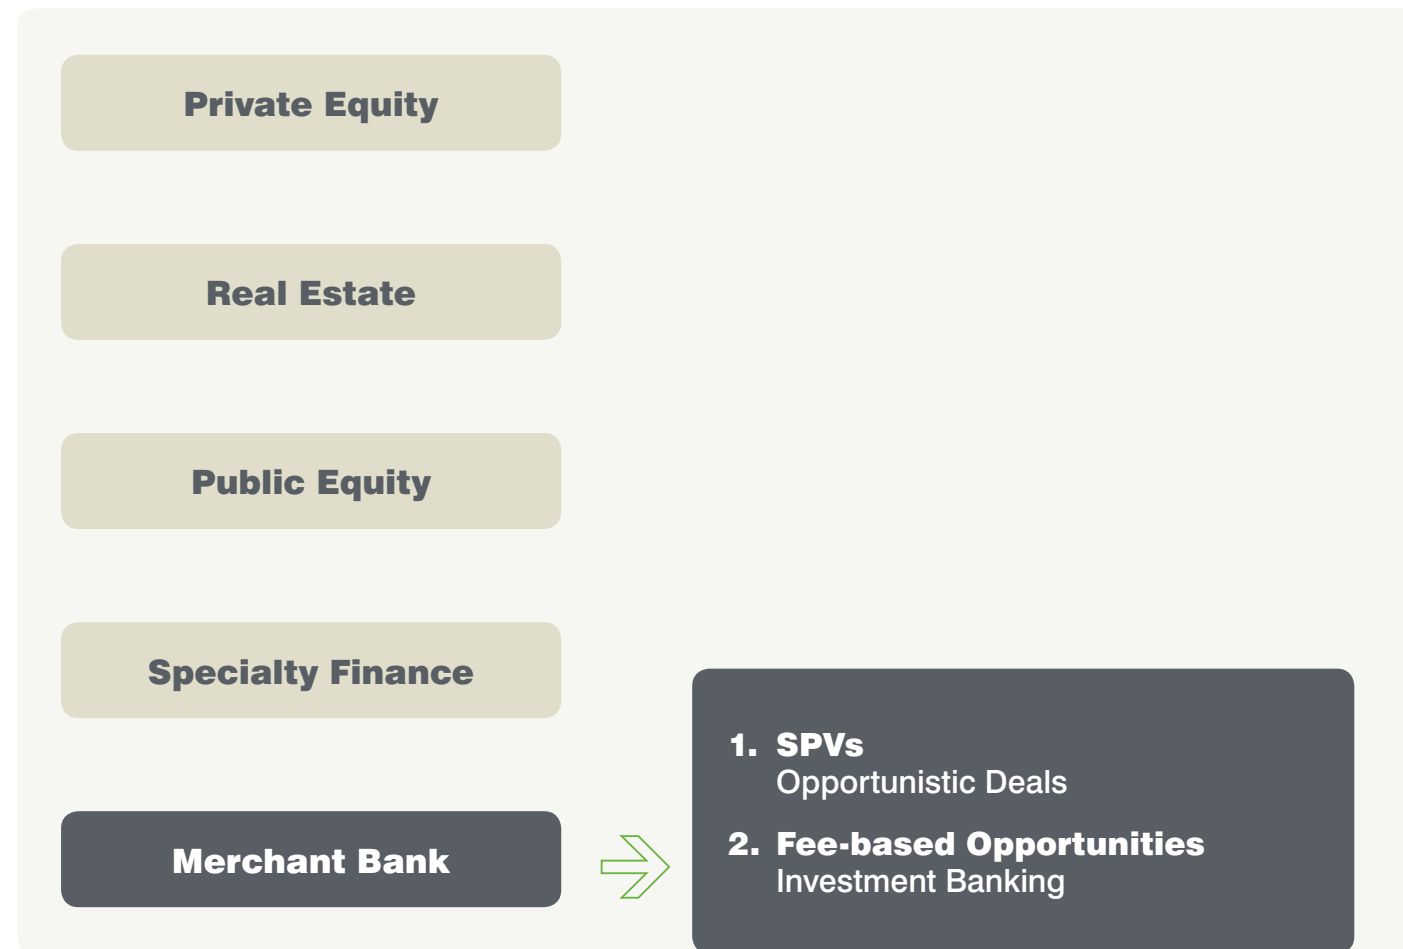 Private Equity
Real Estate
Public Equity
Specialty Finance
Merchant Bank
1. SPVs
Opportunistic Deals
2. Fee-based Opportunities
Investment Banking